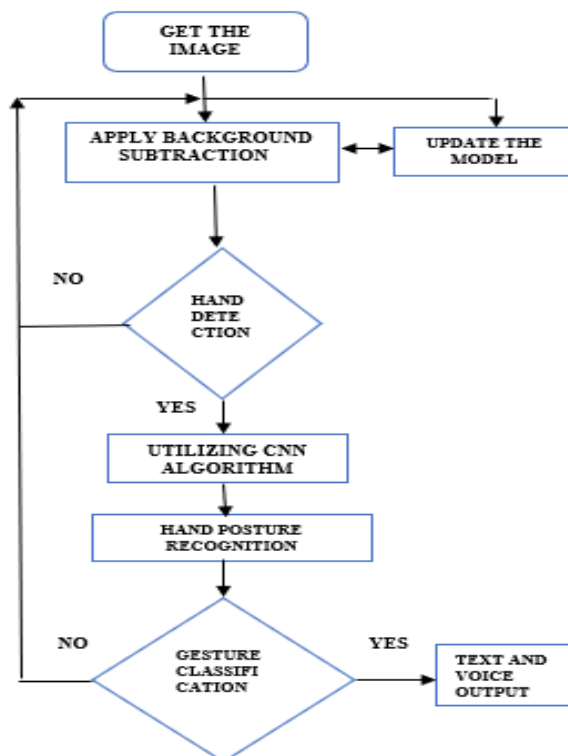 GET THE
IMAGE
APPLY BACKGROUND
SUBTRACTION
UPDATE THE
MODEL
NO
HAND
DETE
CTION
YES
UTILIZING CNN
ALGORITHM
HAND POSTURE
RECOGNITION
NO
GESTURE
CLASSIFI
CATION
YES
TEXT AND
VOICE
OUTPUT